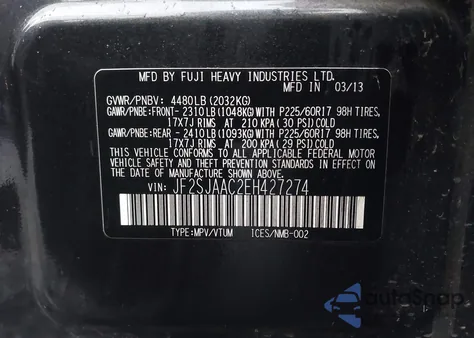 MFD BY FUJI HEAVY INDUSTRIES LTD.
MFD IN 03/13
GVWR/PNBV: 4480LB(2032KG)
GAWR/PNBE:FRONT- 2310LB(1048KG)WITH P225/60R17 98H TIRES,
17X7J RIMS AT 210 KPA(30 PSI)COLD
GAWR/PNBE:REAR - 2410LB(1093KG)WITH P225/60R17 98H TIRES,
17X7J RIMS AT 200 KPA(29 PSI)COLD
THIS VEHICLE CONFORMS TO ALL APPLICABLE FEDERAL MOTOR
VEHICLE SAFETY AND THEFT PREVENTION STANDARDS IN EFFECT
ON THE DATE OF MANUFACTURE SHOWN ABOVE.
VIN: JF2SJAAC2EH427274
TYPE:MPV/VTUM ICES/NMB-002
autoSnap